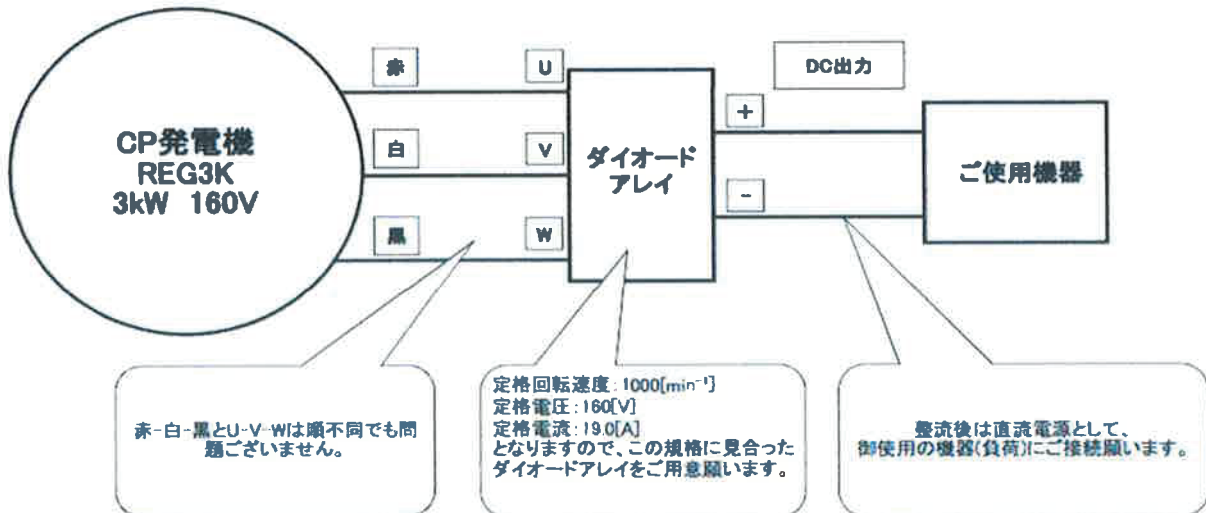 赤
U
DC出力
+
CP発電機
REG3K
3kW 160V
白
V
ダイオード
アレイ
ご使用機器
-
黒
W
赤-白-黒とU-V-Wは順不同でも問
題ございません。
定格回転速度:1000[min⁻¹]
定格電圧:160[V]
定格電流:19.0[A]
となりますので、この規格に見合った
ダイオードアレイをご用意願います。
整流後は直流電源として、
御使用の機器(負荷)にご接続願います。